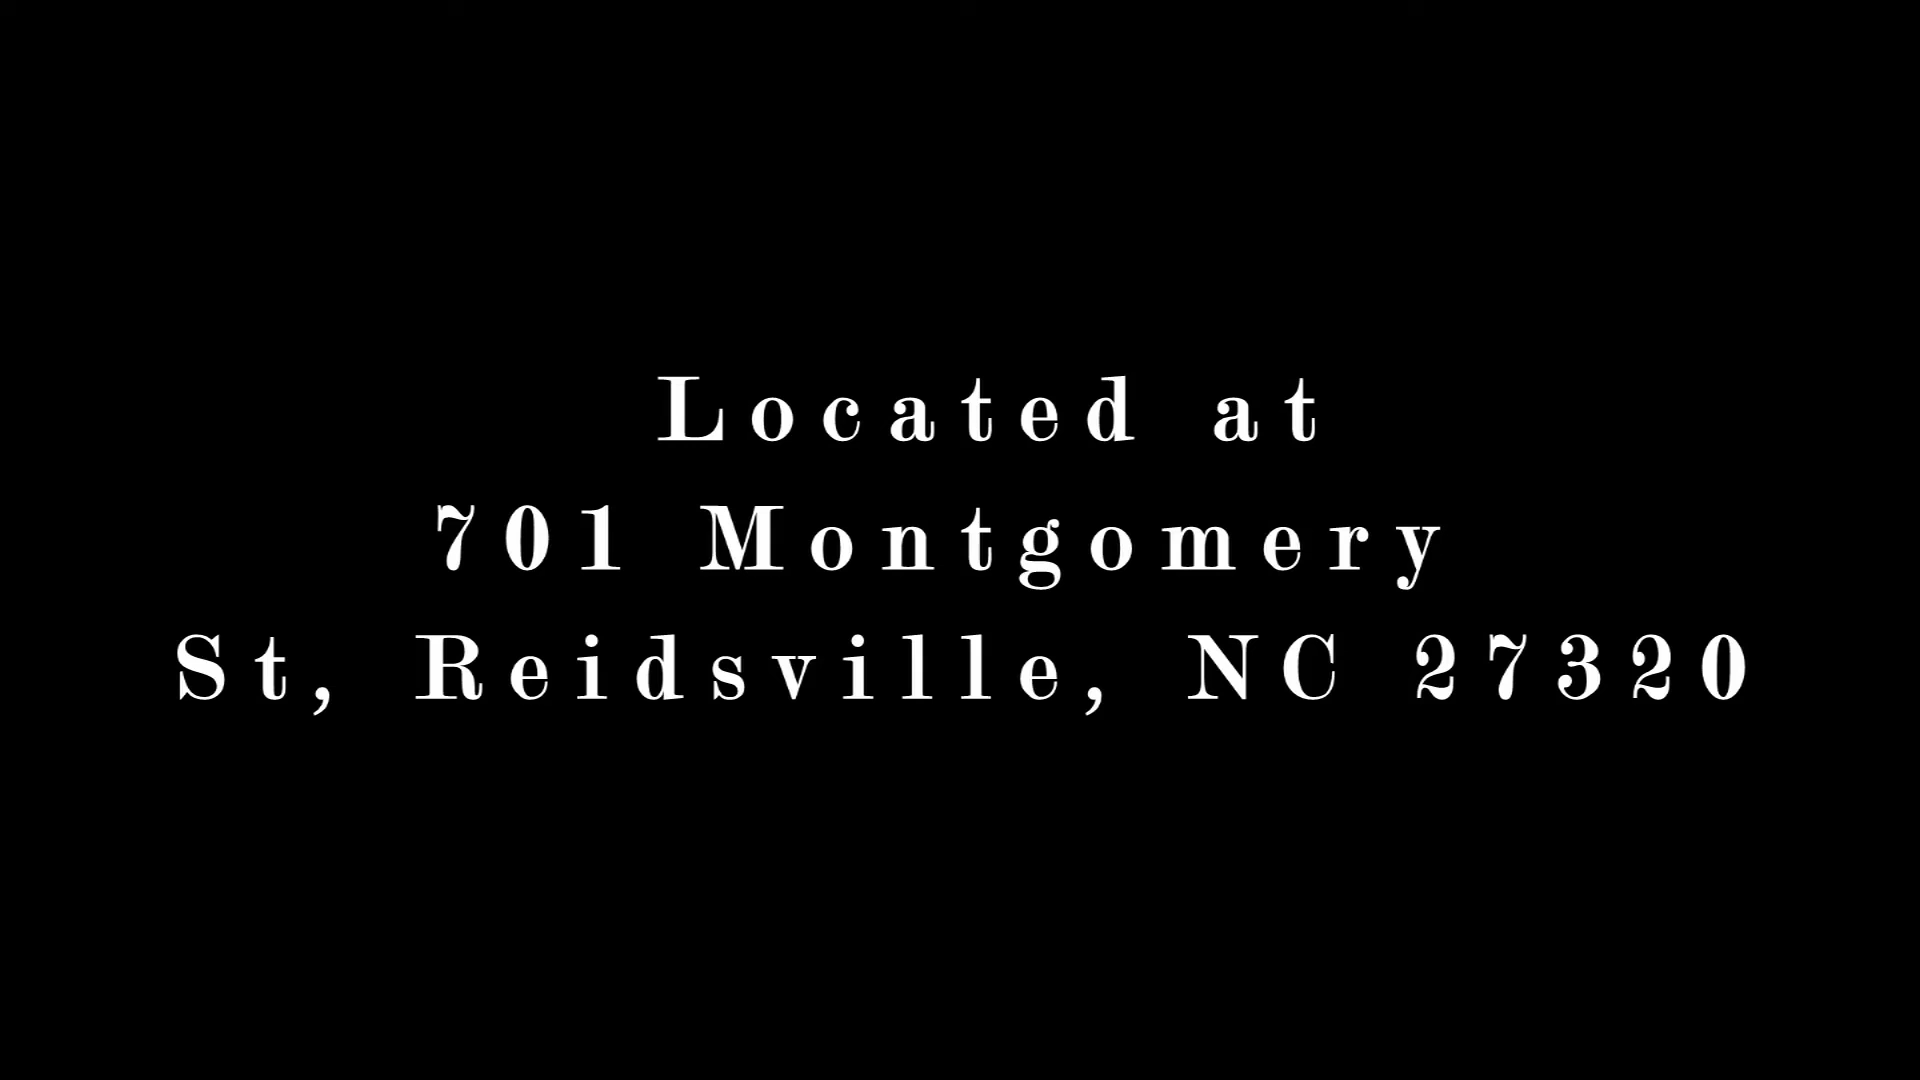 Located at
701 Montgomery
St, Reidsville, NC 27320